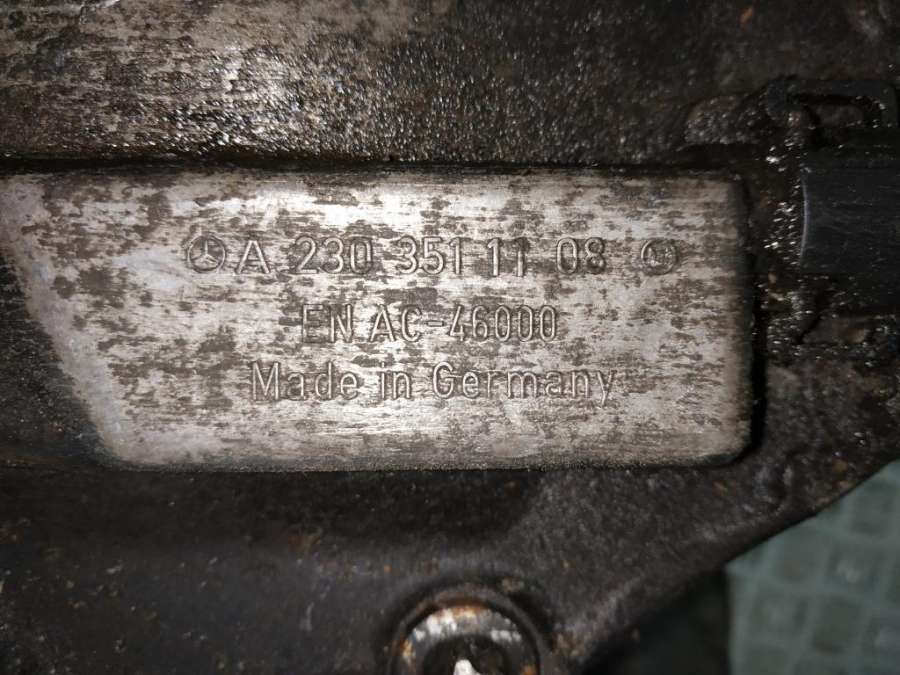 A 230 351 11 08
EN AC-46000
Made in Germany